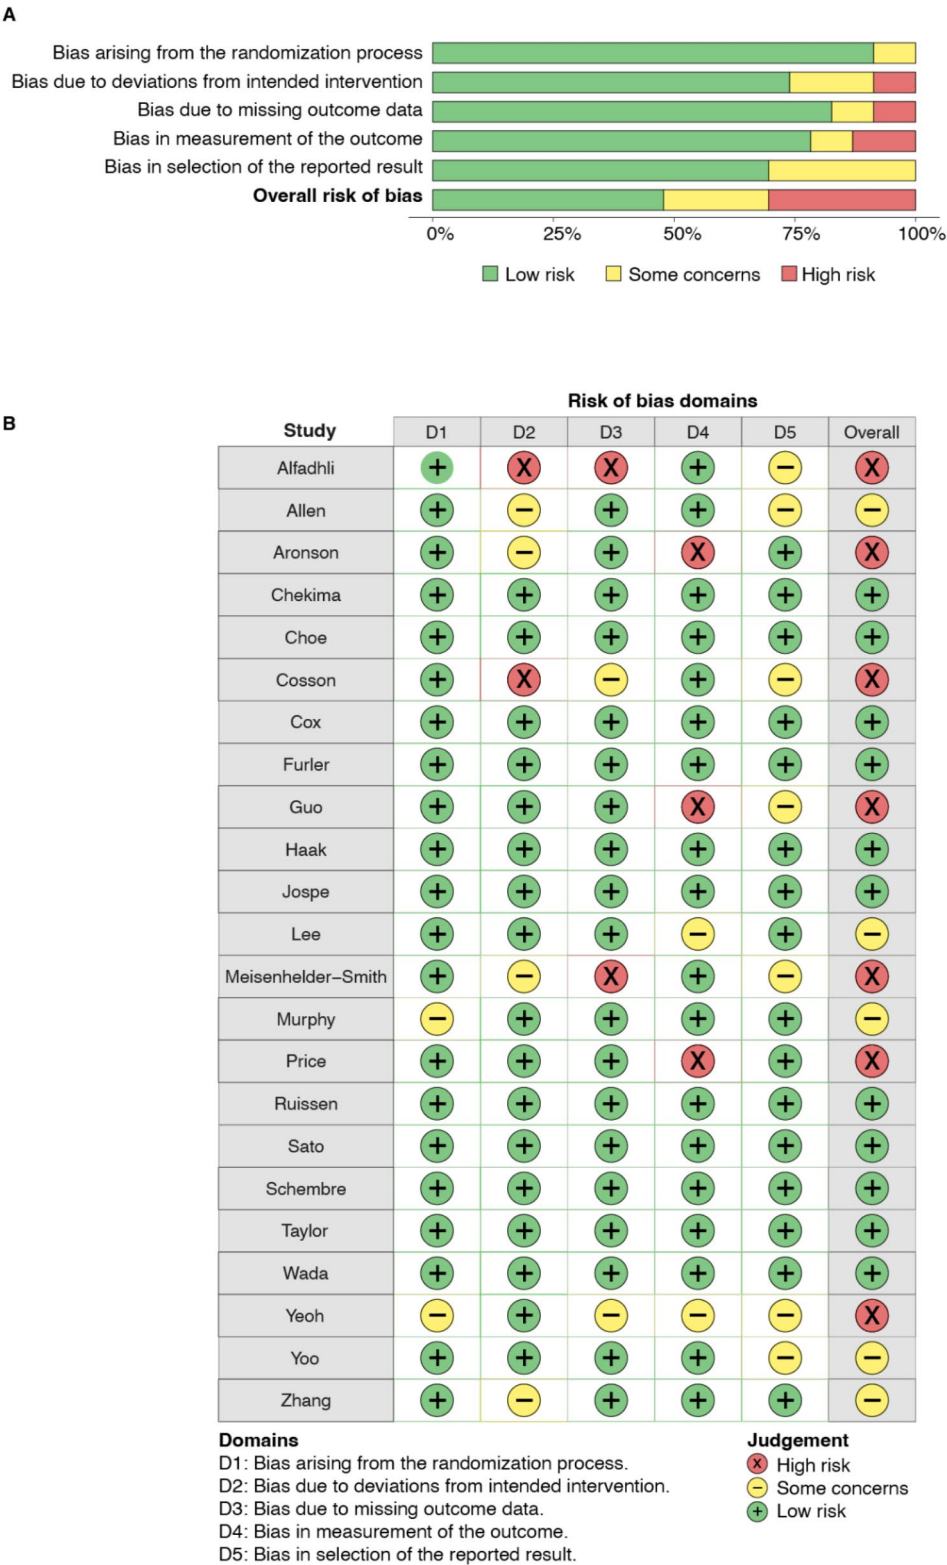 A
Bias arising from the randomization process
Bias due to deviations from intended intervention
Bias due to missing outcome data
Bias in measurement of the outcome
Bias in selection of the reported result
Overall risk of bias
0% 25% 50% 75% 100%
Low risk Some concerns High risk
B
Risk of bias domains
Study D1 D2 D3 D4 D5 Overall
Alfadhli + X X + − X
Allen + − + + − −
Aronson + − + X + X
Chekima + + + + + +
Choe + + + + + +
Cosson + X − + − X
Cox + + + + + +
Furler + + + + + +
Guo + + + X − X
Haak + + + + + +
Jospe + + + + + +
Lee + + + − + −
Meisenhelder–Smith + − X + − X
Murphy − + + + + −
Price + + + X + X
Ruissen + + + + + +
Sato + + + + + +
Schembre + + + + + +
Taylor + + + + + +
Wada + + + + + +
Yeoh − + − − − X
Yoo + + + + − −
Zhang + − + + + −
Domains
D1: Bias arising from the randomization process.
D2: Bias due to deviations from intended intervention.
D3: Bias due to missing outcome data.
D4: Bias in measurement of the outcome.
D5: Bias in selection of the reported result.
Judgement
X High risk
− Some concerns
+ Low risk